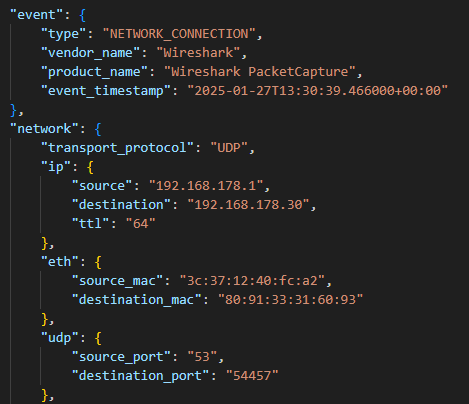 "event": {
"type": "NETWORK_CONNECTION",
"vendor_name": "Wireshark",
"product_name": "Wireshark PacketCapture",
"event_timestamp": "2025-01-27T13:30:39.466000+00:00"
},
"network": {
"transport_protocol": "UDP",
"ip": {
"source": "192.168.178.1",
"destination": "192.168.178.30",
"ttl": "64"
},
"eth": {
"source_mac": "3c:37:12:40:fc:a2",
"destination_mac": "80:91:33:31:60:93"
},
"udp": {
"source_port": "53",
"destination_port": "54457"
},